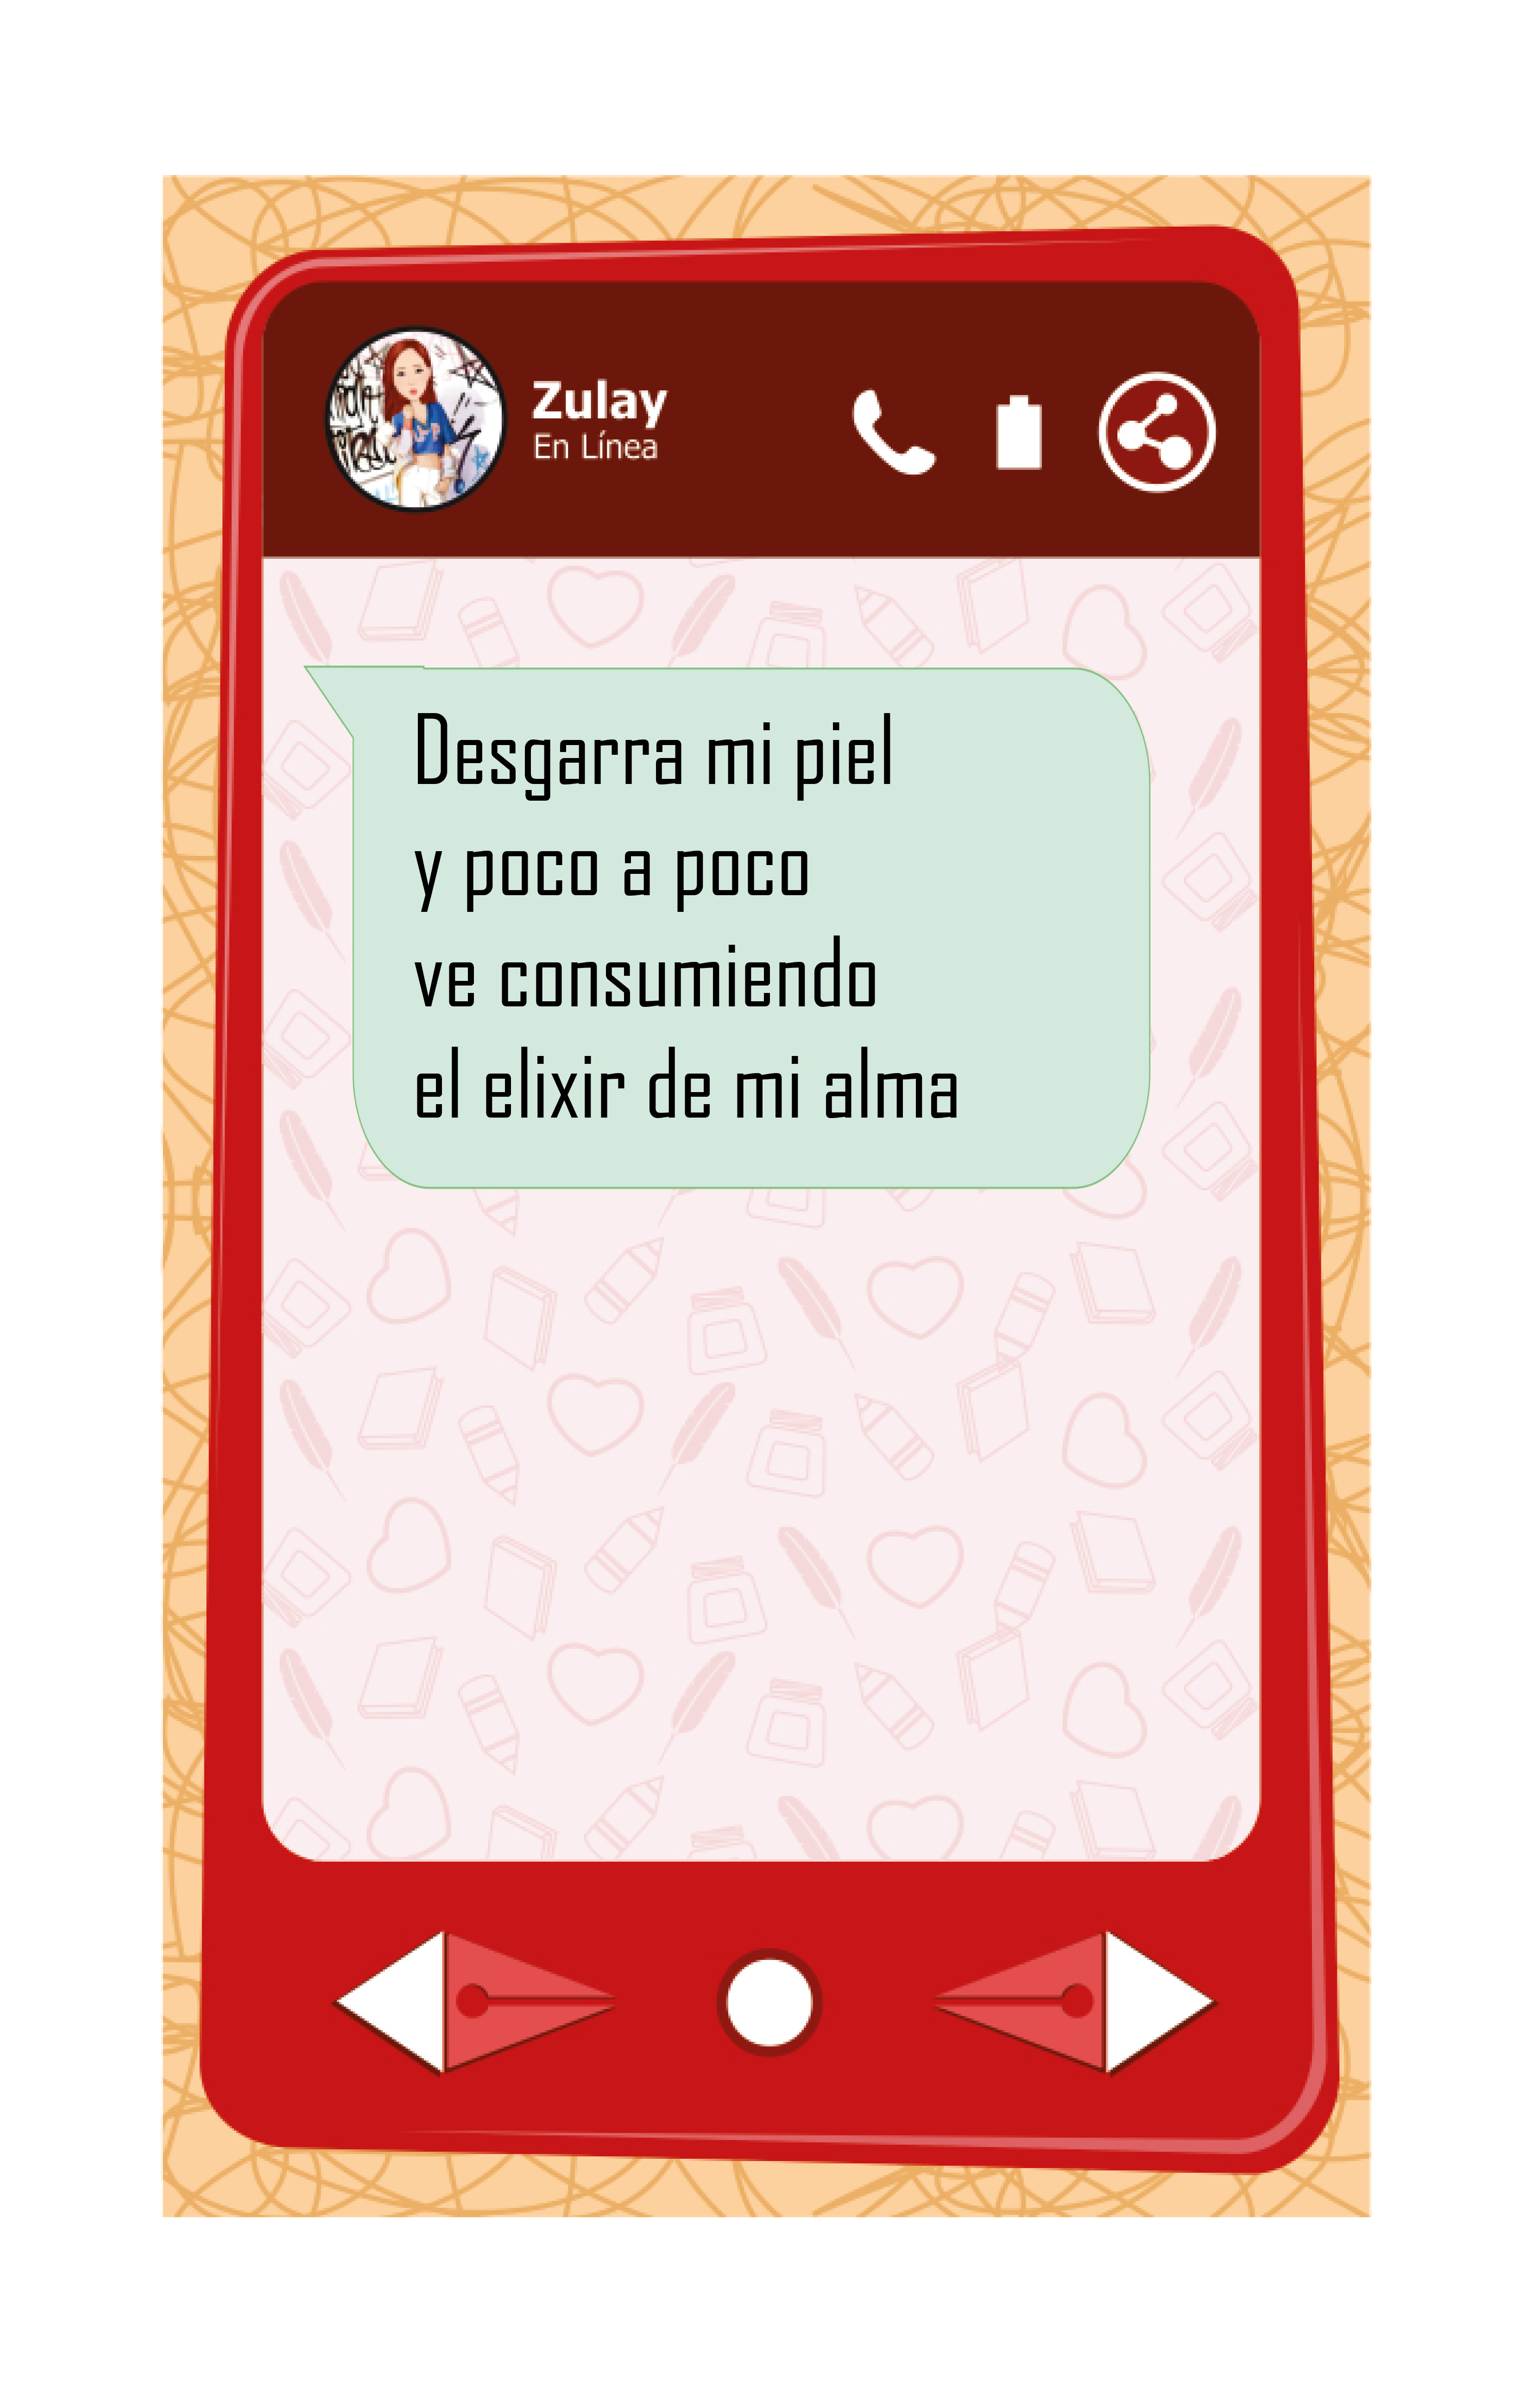 Zulay
En Línea
Desgarra mi piel
y poco a poco
ve consumiendo
el elixir de mi alma